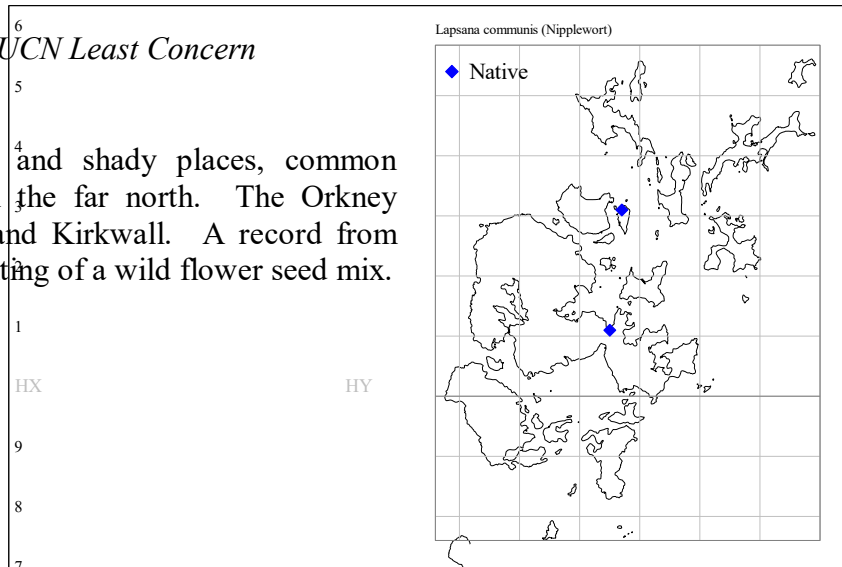 6
UCN Least Concern
5
4
and shady places, common
3
the far north. The Orkney
and Kirkwall. A record from
2
ting of a wild flower seed mix.
1
HX HY
9
8
7
Lapsana communis (Nipplewort)
Native